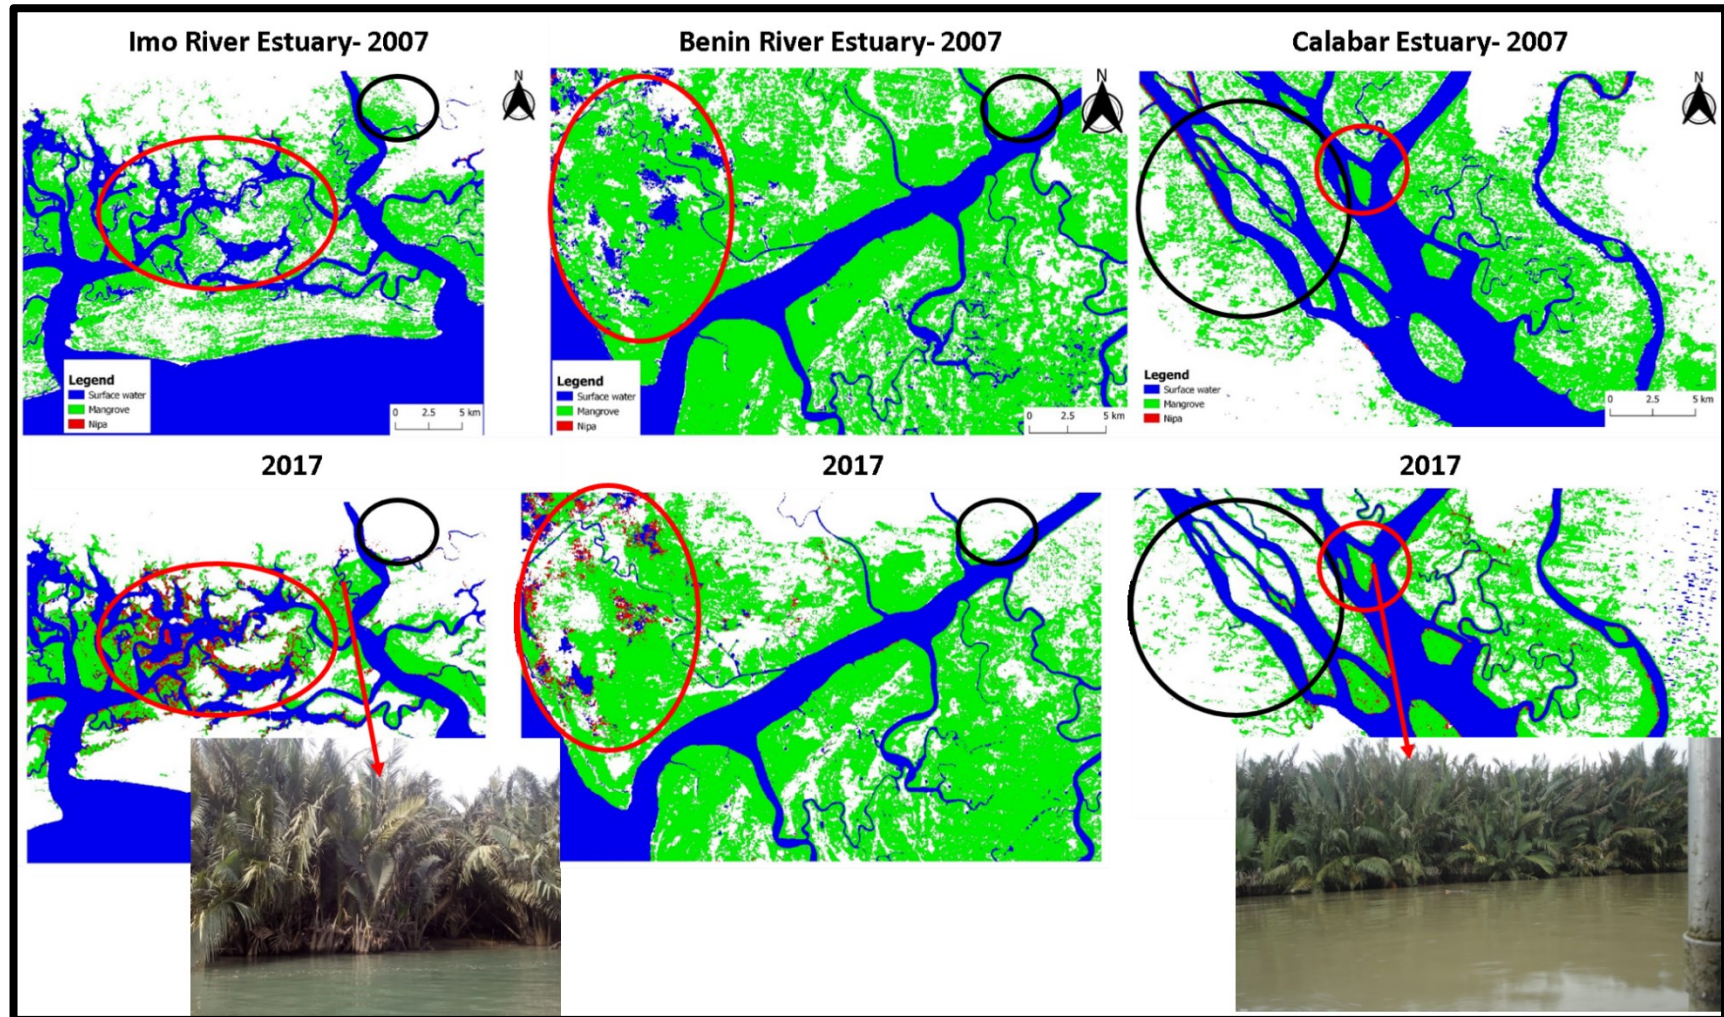 Imo River Estuary- 2007
Benin River Estuary- 2007
Calabar Estuary- 2007
N
N
N
Legend
Surface water
Mangrove
Nipa
0 2.5 5 km
Legend
Surface water
Mangrove
Nipa
0 2.5 5 km
Legend
Surface water
Mangrove
Nipa
0 2.5 5 km
2017
2017
2017